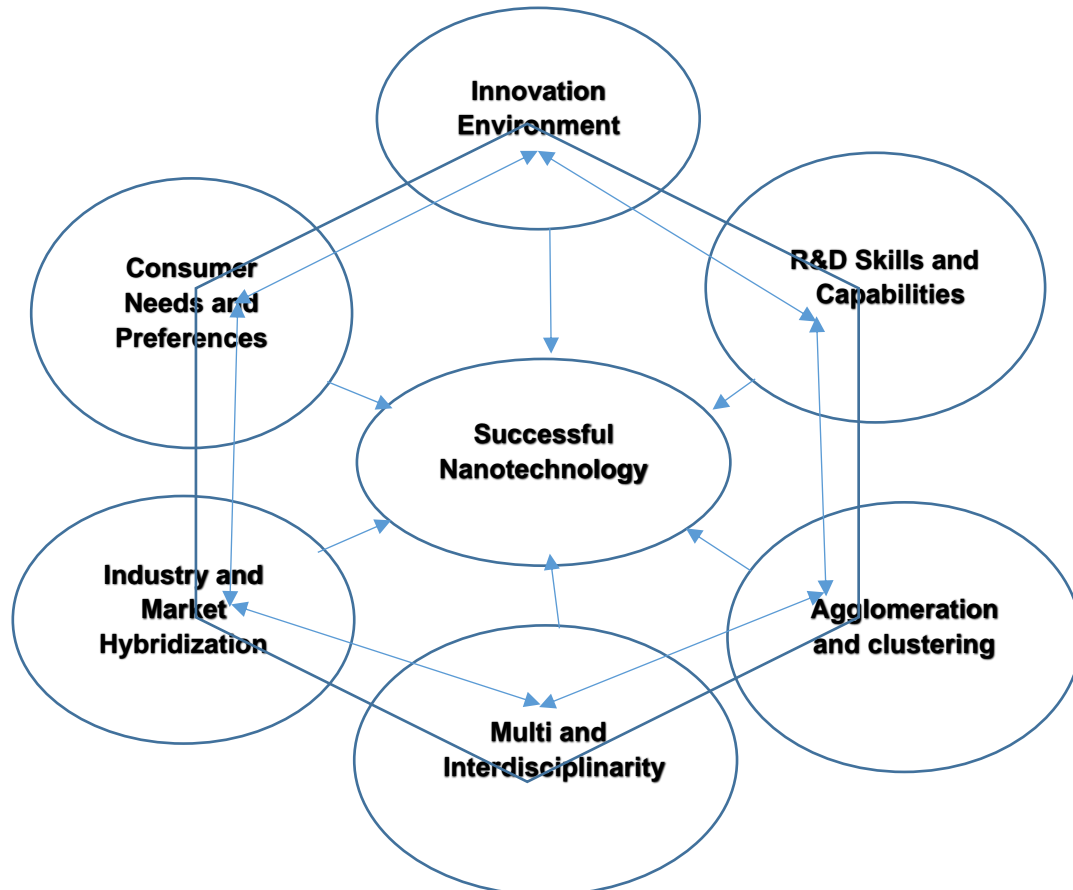 Innovation
Environment
R&D Skills and
Capabilities
Consumer
Needs and
Preferences
Successful
Nanotechnology
Industry and
Market
Hybridization
Agglomeration
and clustering
Multi and
Interdisciplinarity